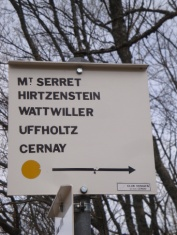 Mᵀ SERRET
HIRTZENSTEIN
WATTWILLER
UFFHOLTZ
CERNAY